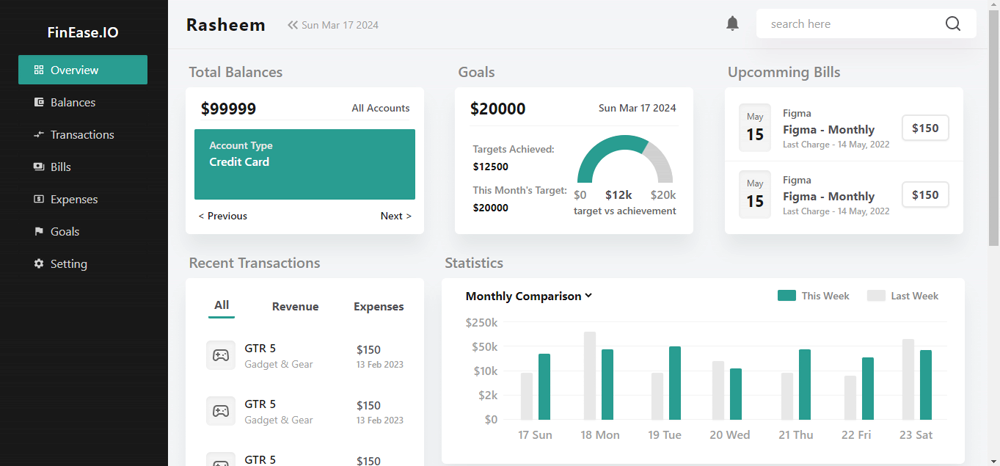 FinEase.IO
Overview
Balances
Transactions
Bills
Expenses
Goals
Setting
Rasheem
Sun Mar 17 2024
search here
Total Balances
$99999
All Accounts
Account Type
Credit Card
< Previous
Next >
Goals
$20000
Sun Mar 17 2024
Targets Achieved:
$12500
This Month's Target:
$20000
$0 $12k $20k
target vs achievement
Upcomming Bills
May
15
Figma
Figma - Monthly
Last Charge - 14 May, 2022
$150
May
15
Figma
Figma - Monthly
Last Charge - 14 May, 2022
$150
Recent Transactions
All Revenue Expenses
GTR 5
Gadget & Gear
$150
13 Feb 2023
GTR 5
Gadget & Gear
$150
13 Feb 2023
GTR 5
$150
Statistics
Monthly Comparison
This Week
Last Week
$250k
$50k
$10k
$2k
$0
17 Sun 18 Mon 19 Tue 20 Wed 21 Thu 22 Fri 23 Sat